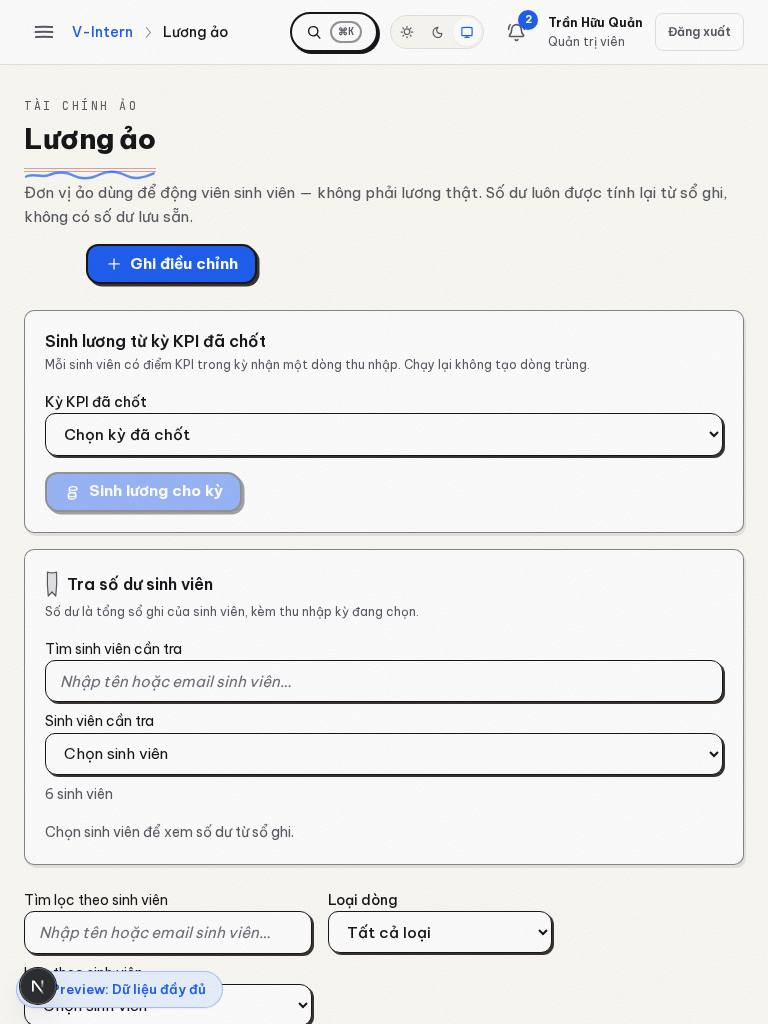 V-Intern > Lương ảo
⌘K
2
Trần Hữu Quản
Quản trị viên
Đăng xuất
TÀI CHÍNH ẢO
Lương ảo
Đơn vị ảo dùng để động viên sinh viên — không phải lương thật. Số dư luôn được tính lại từ sổ ghi,
không có số dư lưu sẵn.
+ Ghi điều chỉnh
Sinh lương từ kỳ KPI đã chốt
Mỗi sinh viên có điểm KPI trong kỳ nhận một dòng thu nhập. Chạy lại không tạo dòng trùng.
Kỳ KPI đã chốt
Chọn kỳ đã chốt
Sinh lương cho kỳ
Tra số dư sinh viên
Số dư là tổng sổ ghi của sinh viên, kèm thu nhập kỳ đang chọn.
Tìm sinh viên cần tra
Nhập tên hoặc email sinh viên...
Sinh viên cần tra
Chọn sinh viên
6 sinh viên
Chọn sinh viên để xem số dư từ sổ ghi.
Tìm lọc theo sinh viên
Loại dòng
Nhập tên hoặc email sinh viên...
Tất cả loại
theo sinh viên
N
Preview: Dữ liệu đầy đủ
Chọn sinh viên